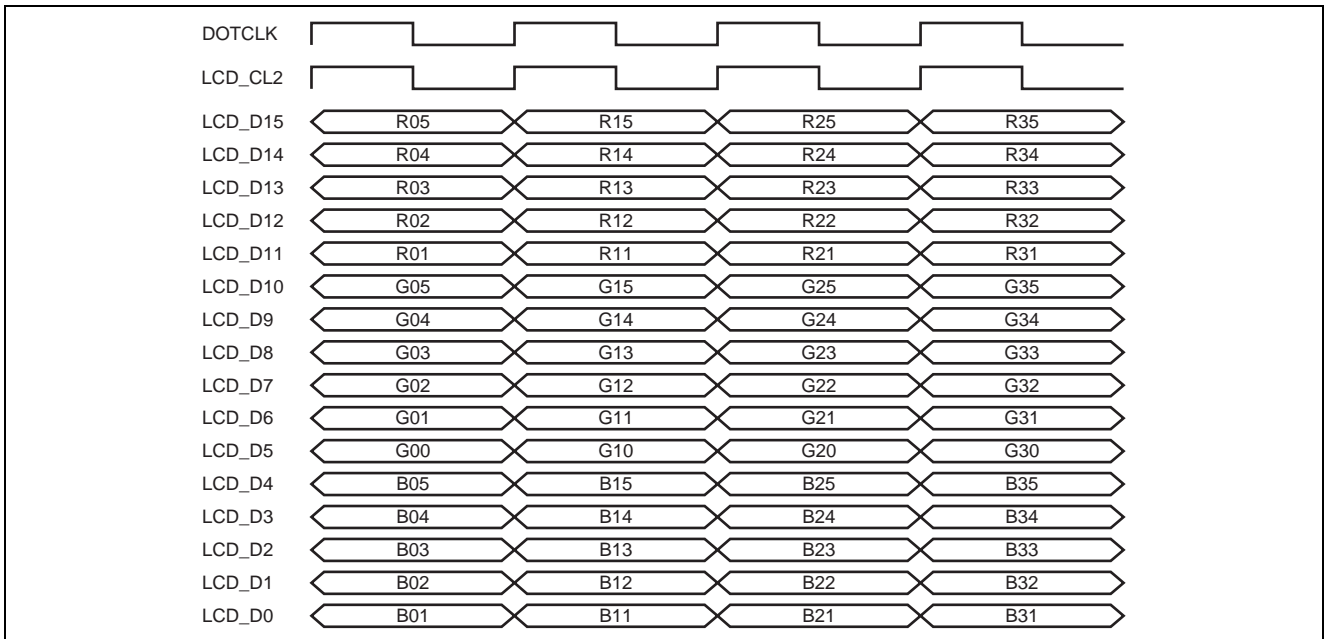 DOTCLK
LCD_CL2
LCD_D15 R05 R15 R25 R35
LCD_D14 R04 R14 R24 R34
LCD_D13 R03 R13 R23 R33
LCD_D12 R02 R12 R22 R32
LCD_D11 R01 R11 R21 R31
LCD_D10 G05 G15 G25 G35
LCD_D9 G04 G14 G24 G34
LCD_D8 G03 G13 G23 G33
LCD_D7 G02 G12 G22 G32
LCD_D6 G01 G11 G21 G31
LCD_D5 G00 G10 G20 G30
LCD_D4 B05 B15 B25 B35
LCD_D3 B04 B14 B24 B34
LCD_D2 B03 B13 B23 B33
LCD_D1 B02 B12 B22 B32
LCD_D0 B01 B11 B21 B31